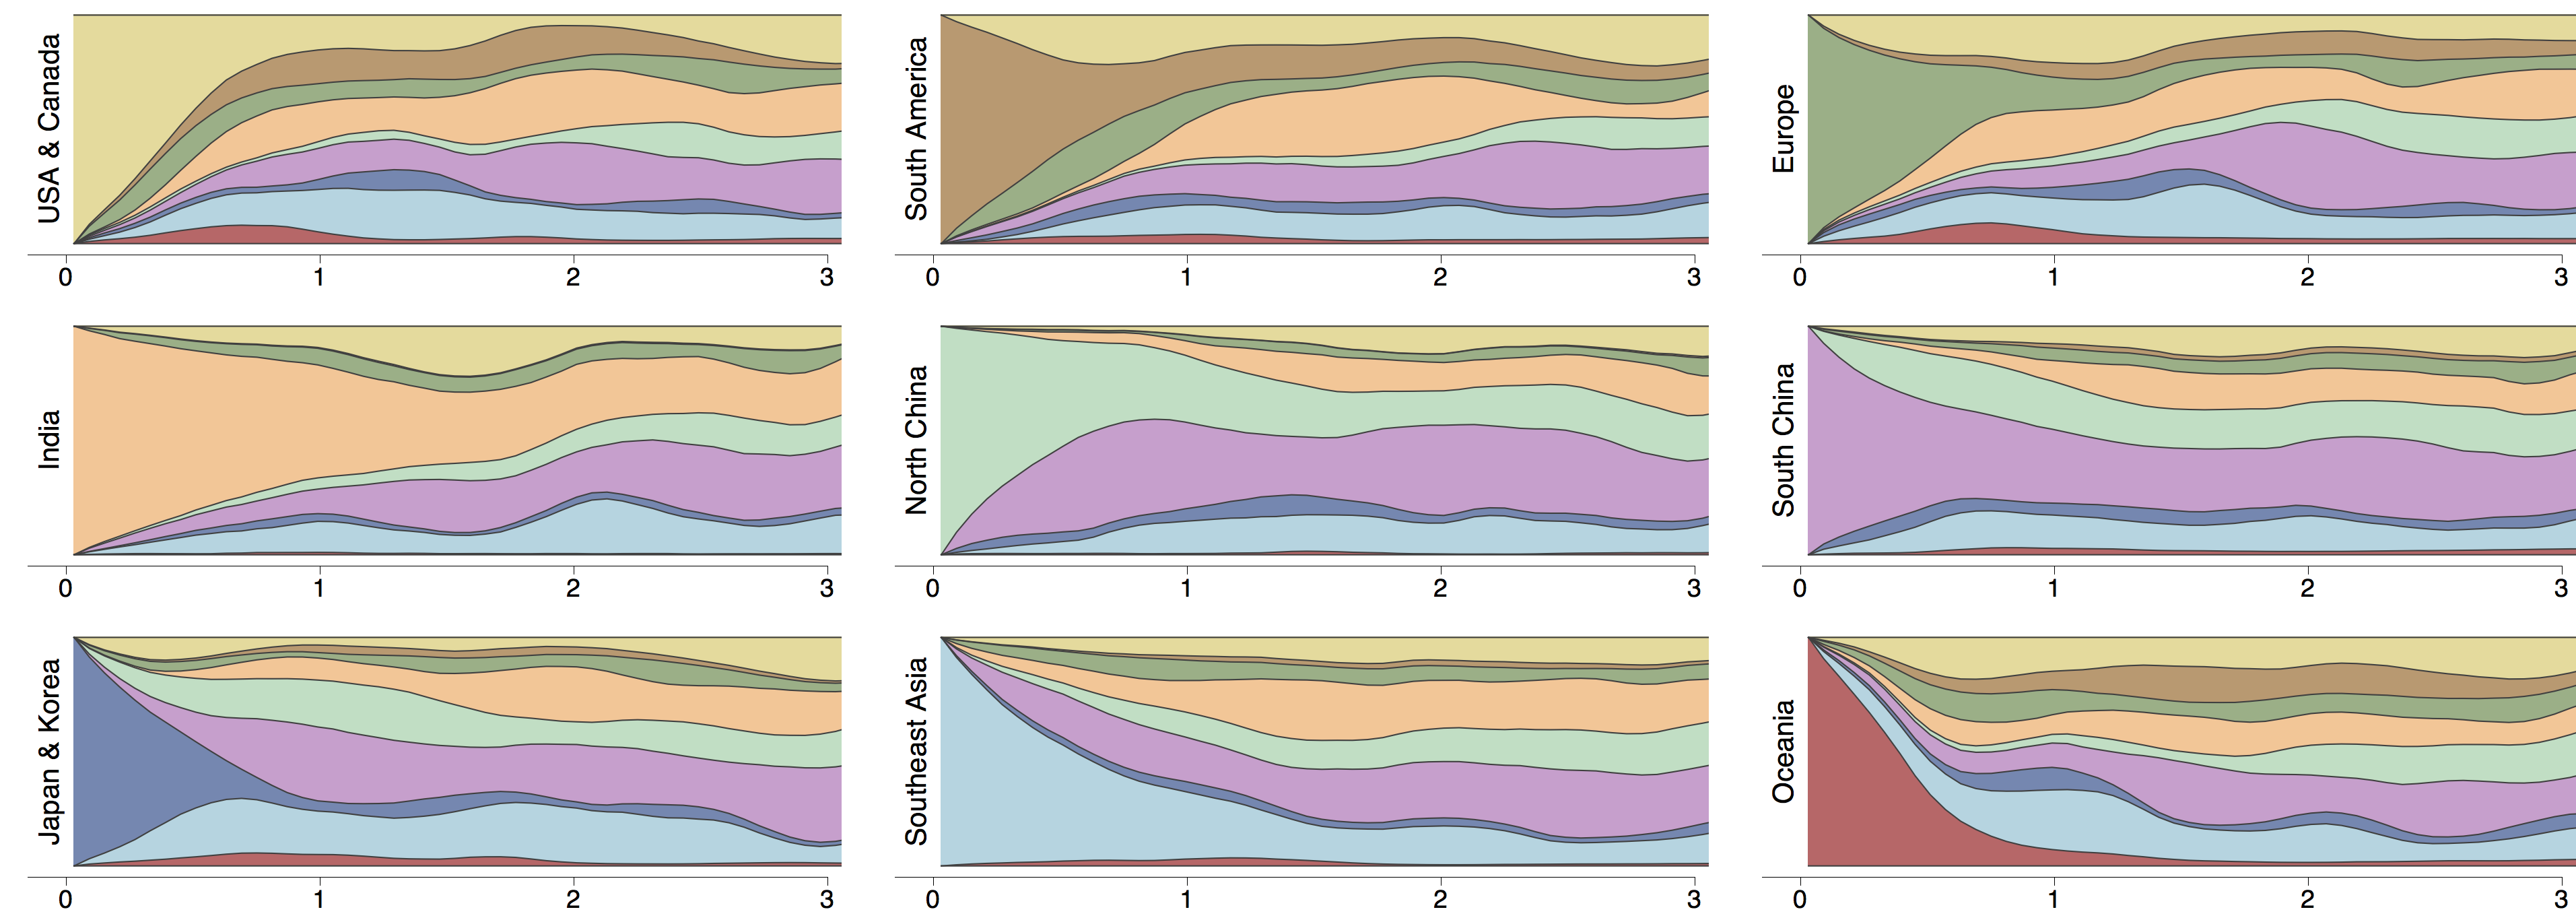 USA & Canada
0 1 2 3
South America
0 1 2 3
Europe
0 1 2 3
India
0 1 2 3
North China
0 1 2 3
South China
0 1 2 3
Japan & Korea
0 1 2 3
Southeast Asia
0 1 2 3
Oceania
0 1 2 3